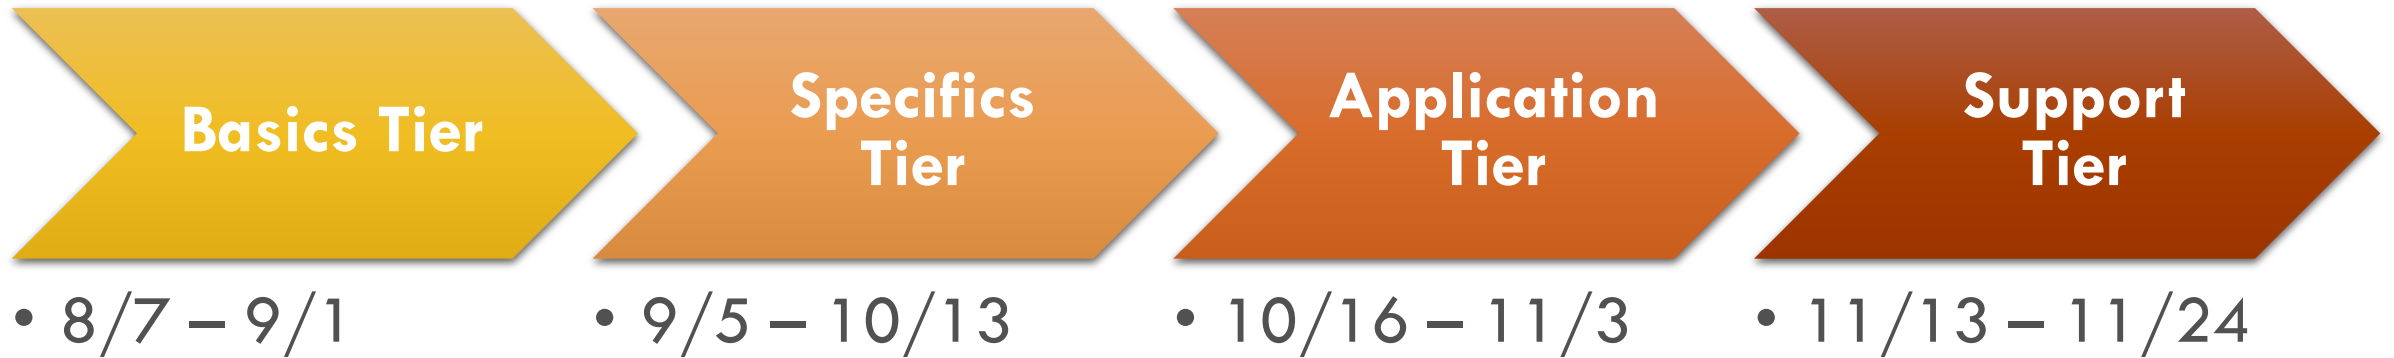 Basics Tier
Specifics
Tier
Application
Tier
Support
Tier
• 8/7 – 9/1
• 9/5 – 10/13
• 10/16 – 11/3
• 11/13 – 11/24